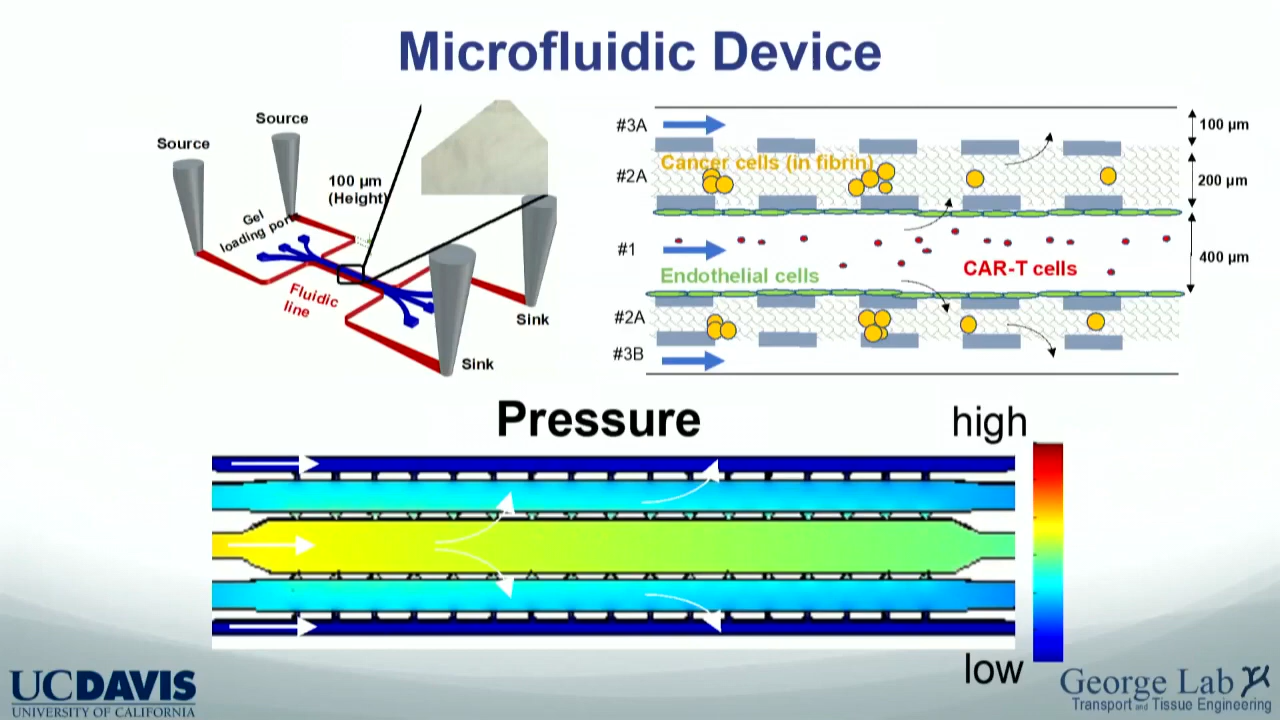 Microfluidic Device
Source
Source
100 µm
(Height)
Gel
loading port
Fluidic
line
Sink
Sink
#3A
100 µm
Cancer cells (in fibrin)
#2A
200 µm
#1
400 µm
CAR-T cells
Endothelial cells
#2A
#3B
Pressure
high
low
UCDAVIS
UNIVERSITY OF CALIFORNIA
George Lab
Transport and Tissue Engineering